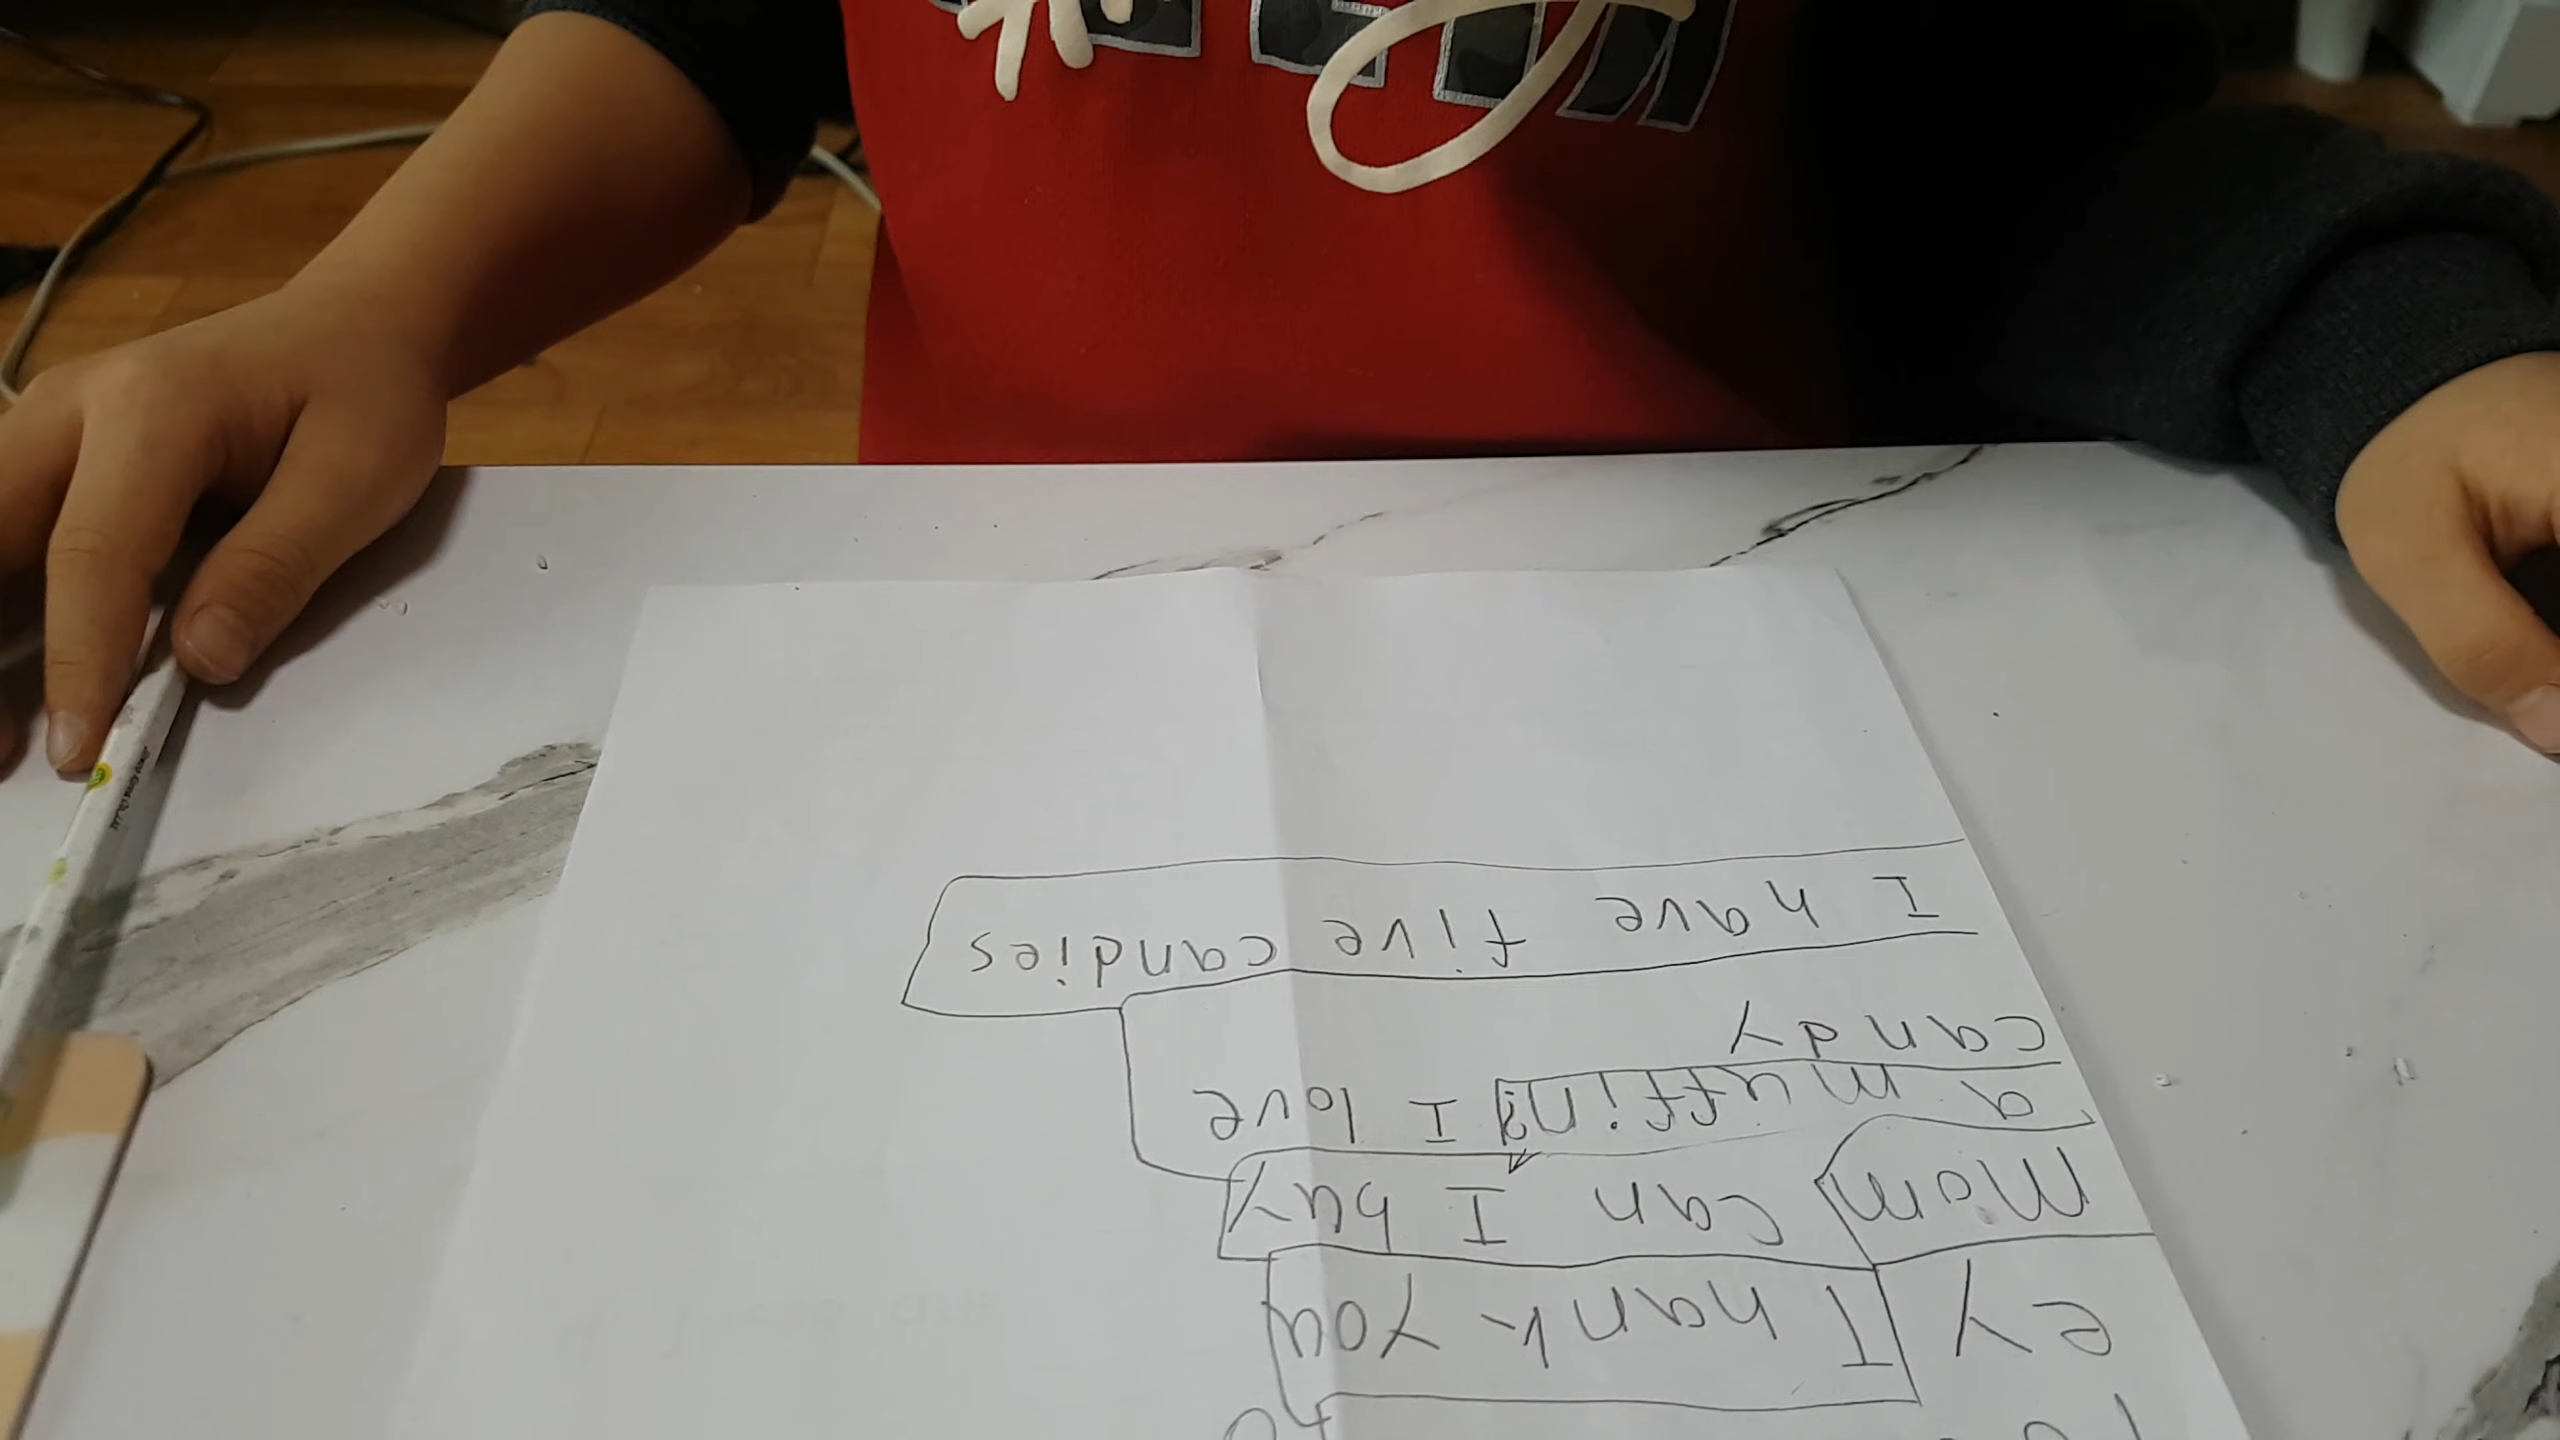 ey Thank you
Mom can I buy
a muffin? I love
candy
I have five candies